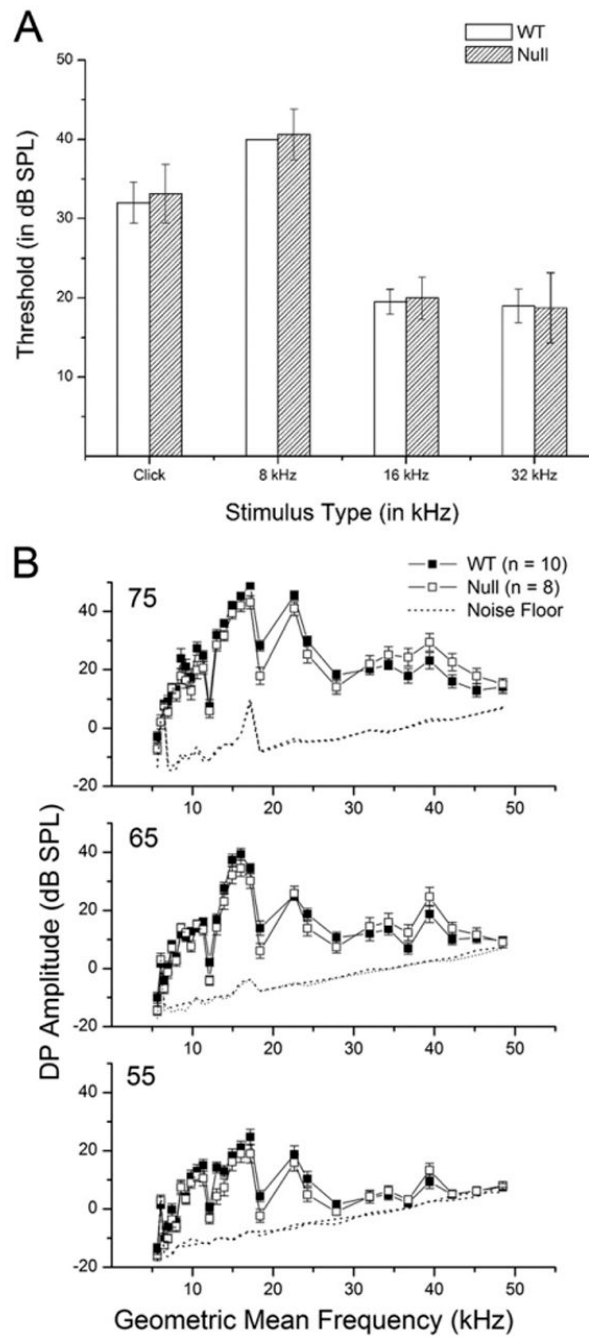 A
WT
Null
50
40
30
20
10
Threshold (in dB SPL)
Click 8 kHz 16 kHz 32 kHz
Stimulus Type (in kHz)
B
75
WT (n = 10)
Null (n = 8)
Noise Floor
40
20
0
-20
10 20 30 40 50
65
40
20
0
-20
10 20 30 40 50
55
40
20
0
-20
10 20 30 40 50
DP Amplitude (dB SPL)
Geometric Mean Frequency (kHz)